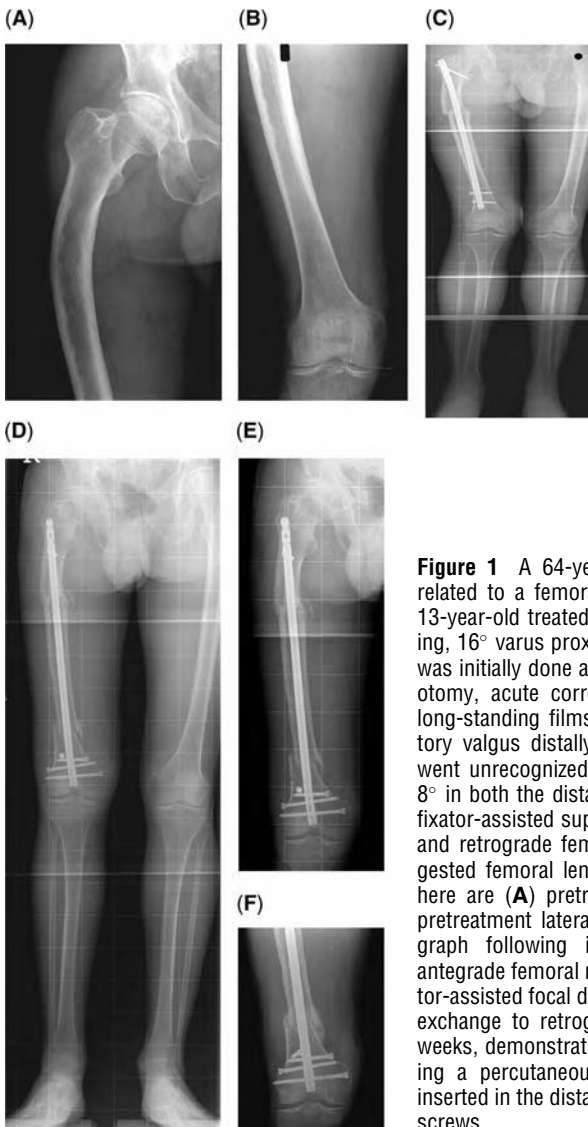 (A)
(B)
(C)
(D)
(E)
(F)
Figure 1 A 64-ye
related to a femor
13-year-old treated
ing, 16° varus prox
was initially done a
otomy, acute corr
long-standing films
tory valgus distally
went unrecognized
8° in both the dista
fixator-assisted sup
and retrograde fem
gested femoral len
here are (A) pretr
pretreatment latera
graph following i
antegrade femoral r
tor-assisted focal d
exchange to retrog
weeks, demonstrat
ing a percutaneou
inserted in the dista
screws.